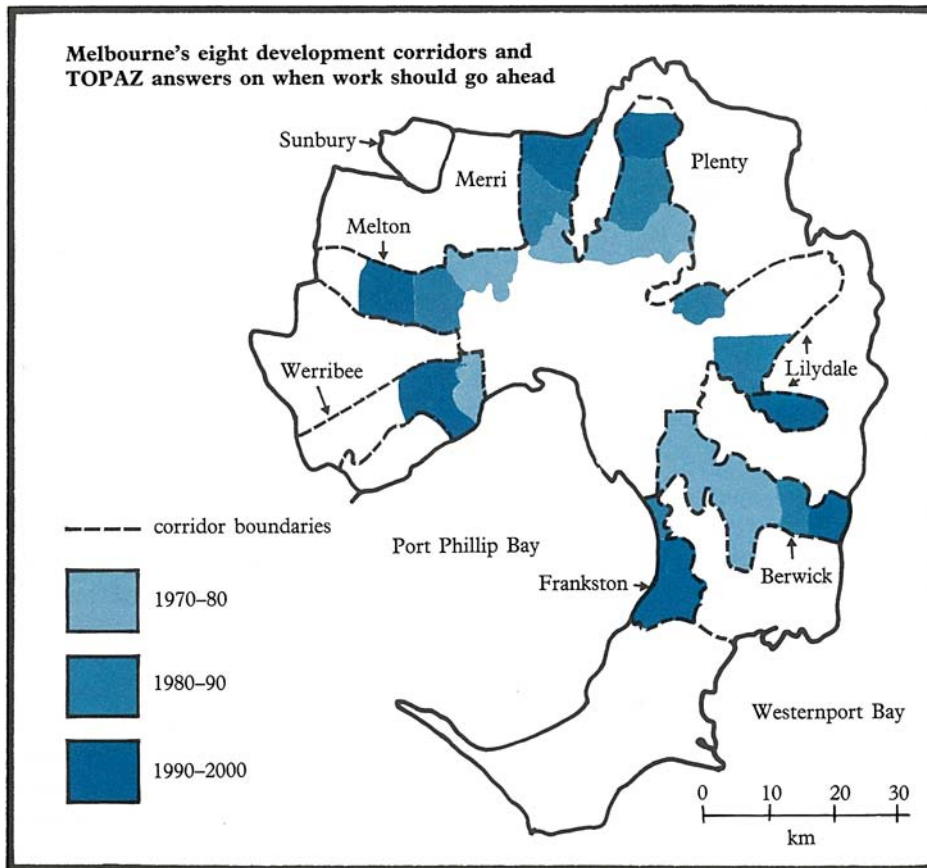 Melbourne's eight development corridors and
TOPAZ answers on when work should go ahead
Sunbury
Merri
Plenty
Melton
Werribee
Lilydale
corridor boundaries
Port Phillip Bay
Frankston
Berwick
1970–80
1980–90
Westernport Bay
1990–2000
0 10 20 30
km